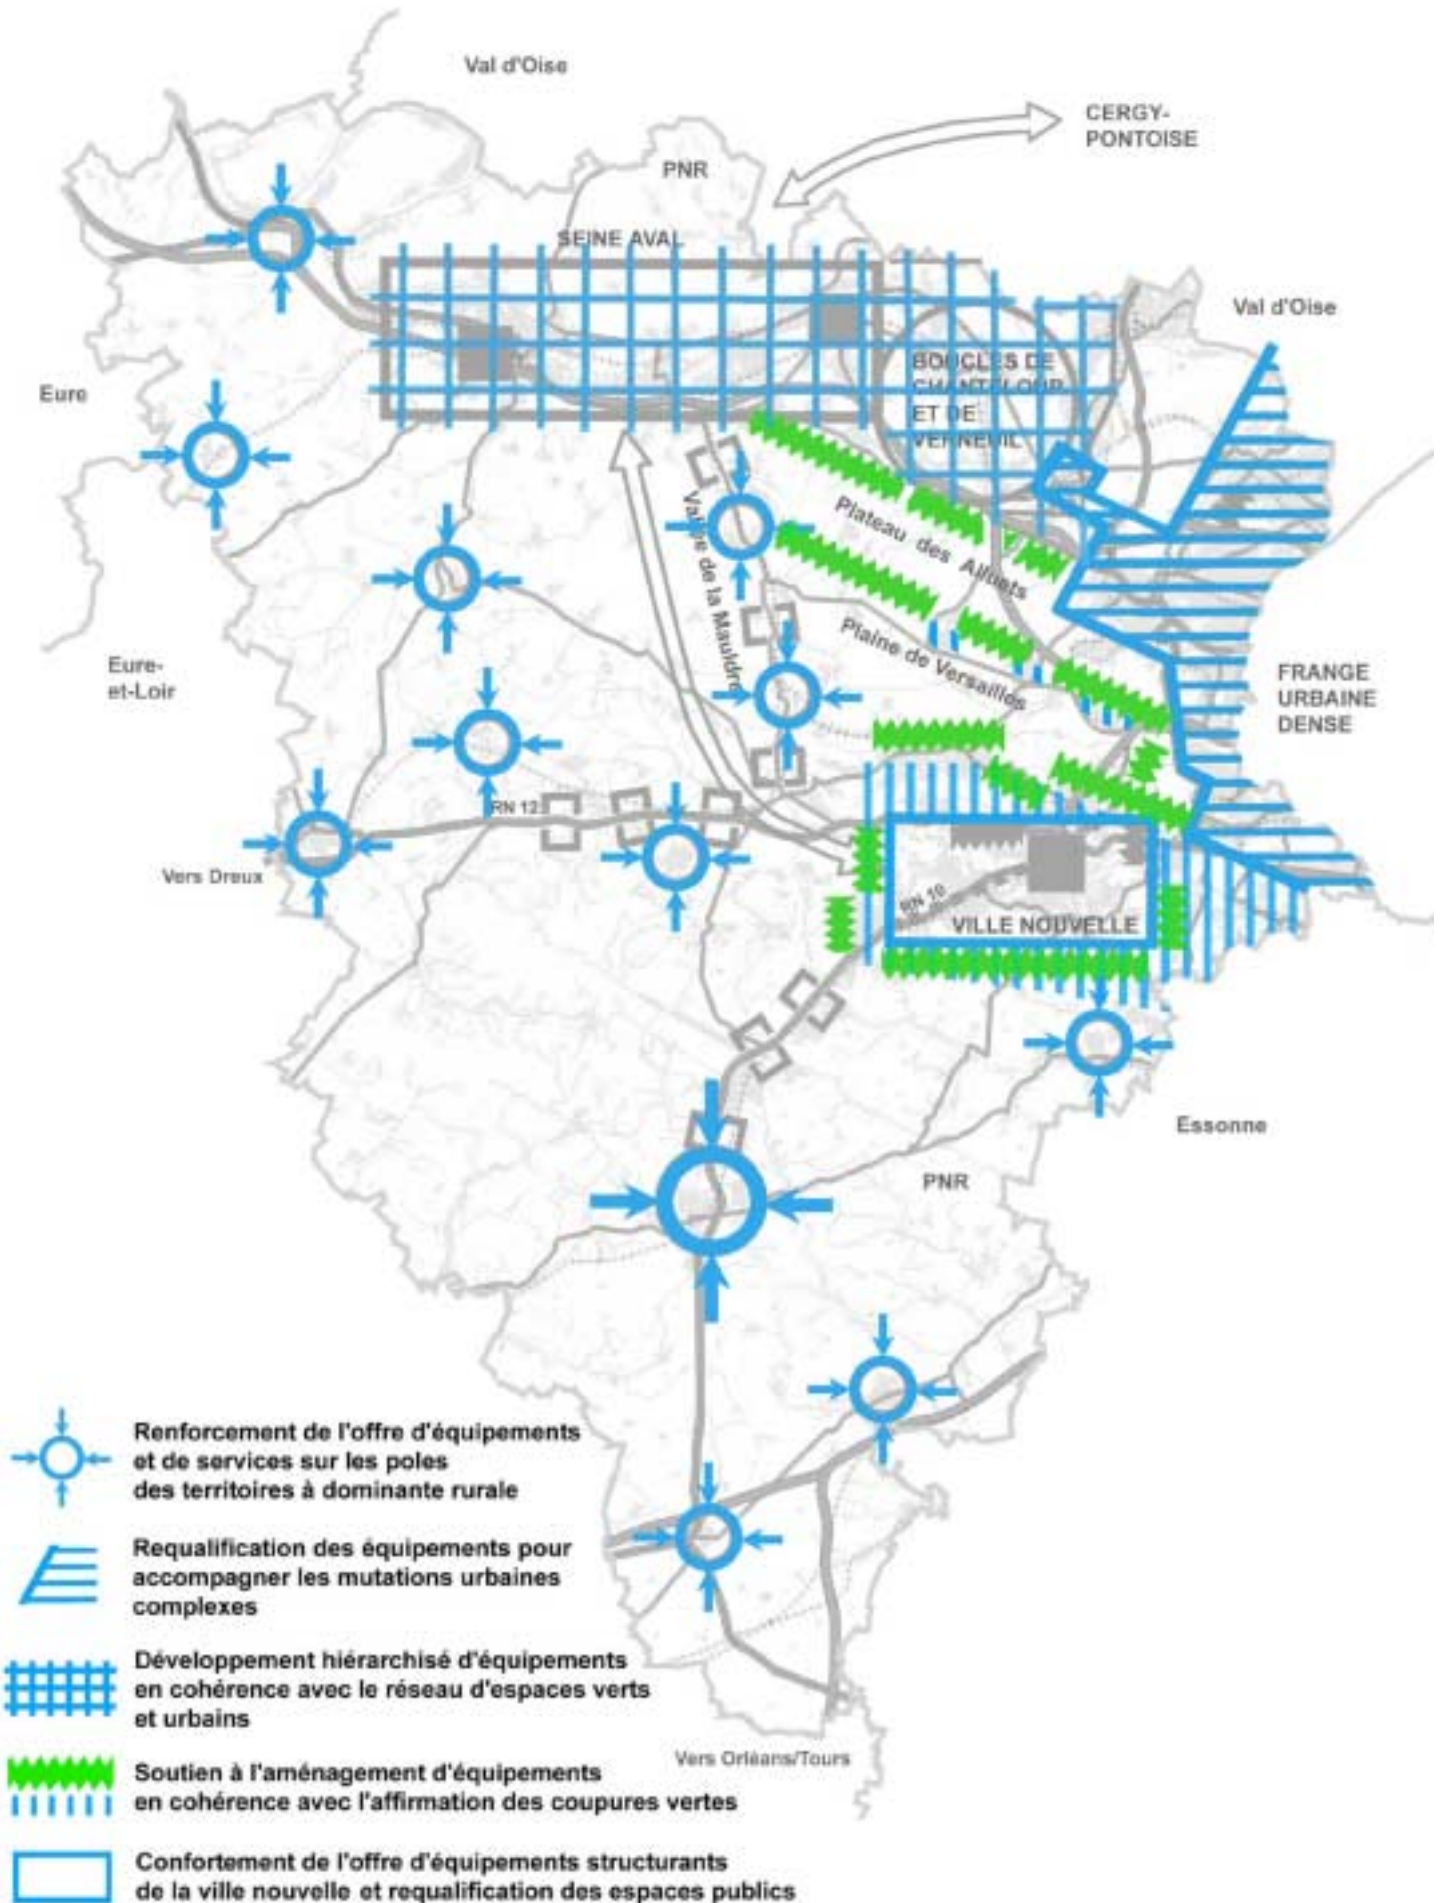 Val d'Oise
CERGY-
PONTOISE
PNR
SEINE AVAL
Val d'Oise
BOUCLES DE
CHANTELOUP
ET DE
VERNEUIL
Eure
Vallée de la Mauldre
Plateau des Alluets
Plaine de Versailles
Eure-
et-Loir
FRANGE
URBAINE
DENSE
RN 12
Vers Dreux
RN 10
VILLE NOUVELLE
Essonne
PNR
Renforcement de l'offre d'équipements
et de services sur les poles
des territoires à dominante rurale
Requalification des équipements pour
accompagner les mutations urbaines
complexes
Développement hiérarchisé d'équipements
en cohérence avec le réseau d'espaces verts
et urbains
Vers Orléans/Tours
Soutien à l'aménagement d'équipements
en cohérence avec l'affirmation des coupures vertes
Confortement de l'offre d'équipements structurants
de la ville nouvelle et requalification des espaces publics